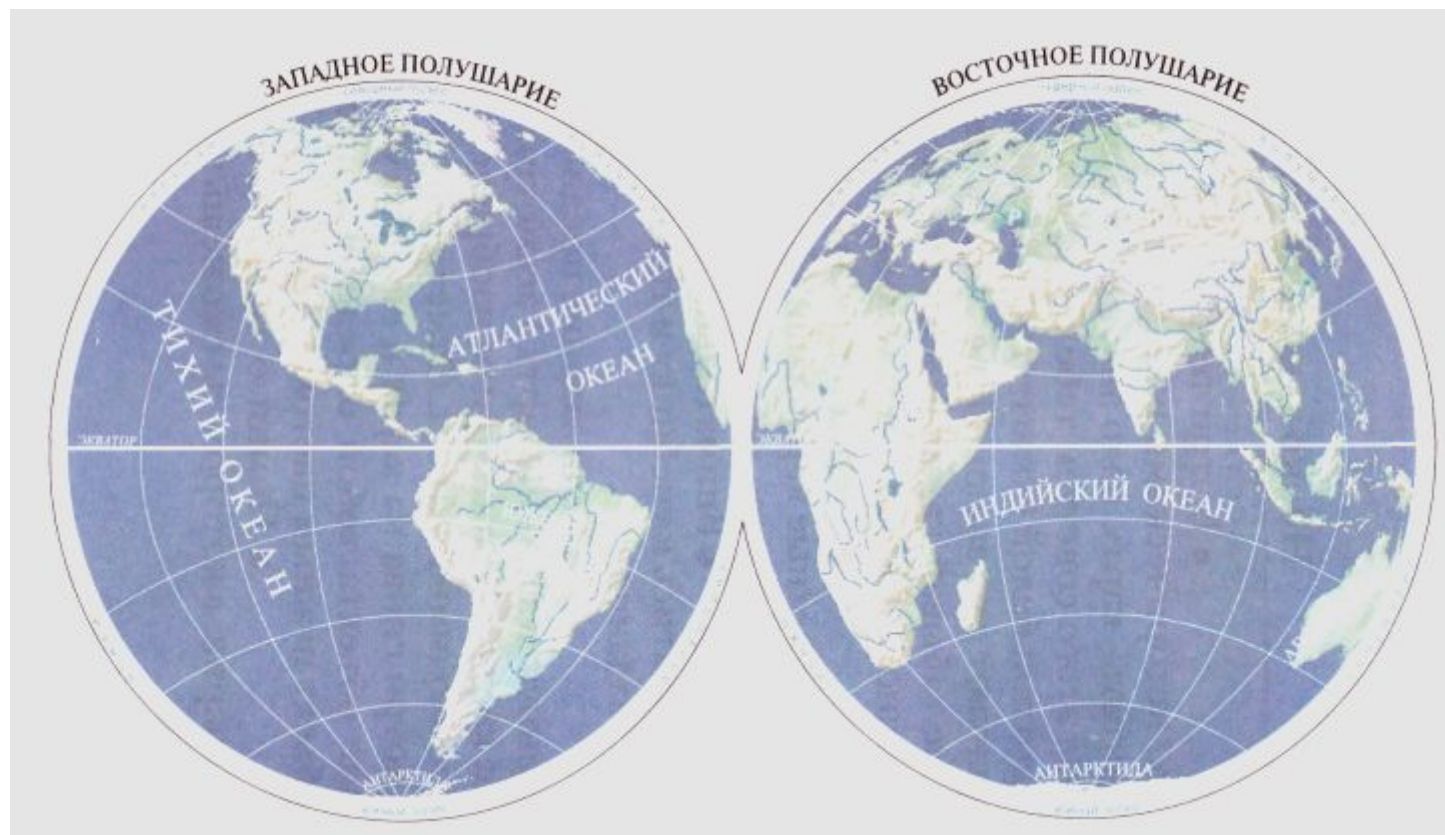 ЗАПАДНОЕ ПОЛУШАРИЕ
ВОСТОЧНОЕ ПОЛУШАРИЕ
АТЛАНТИЧЕСКИЙ
ОКЕАН
ТИХИЙ ОКЕАН
ЭКВАТОР
ИНДИЙСКИЙ ОКЕАН
АНТАРКТИДА
АНТАРКТИДА